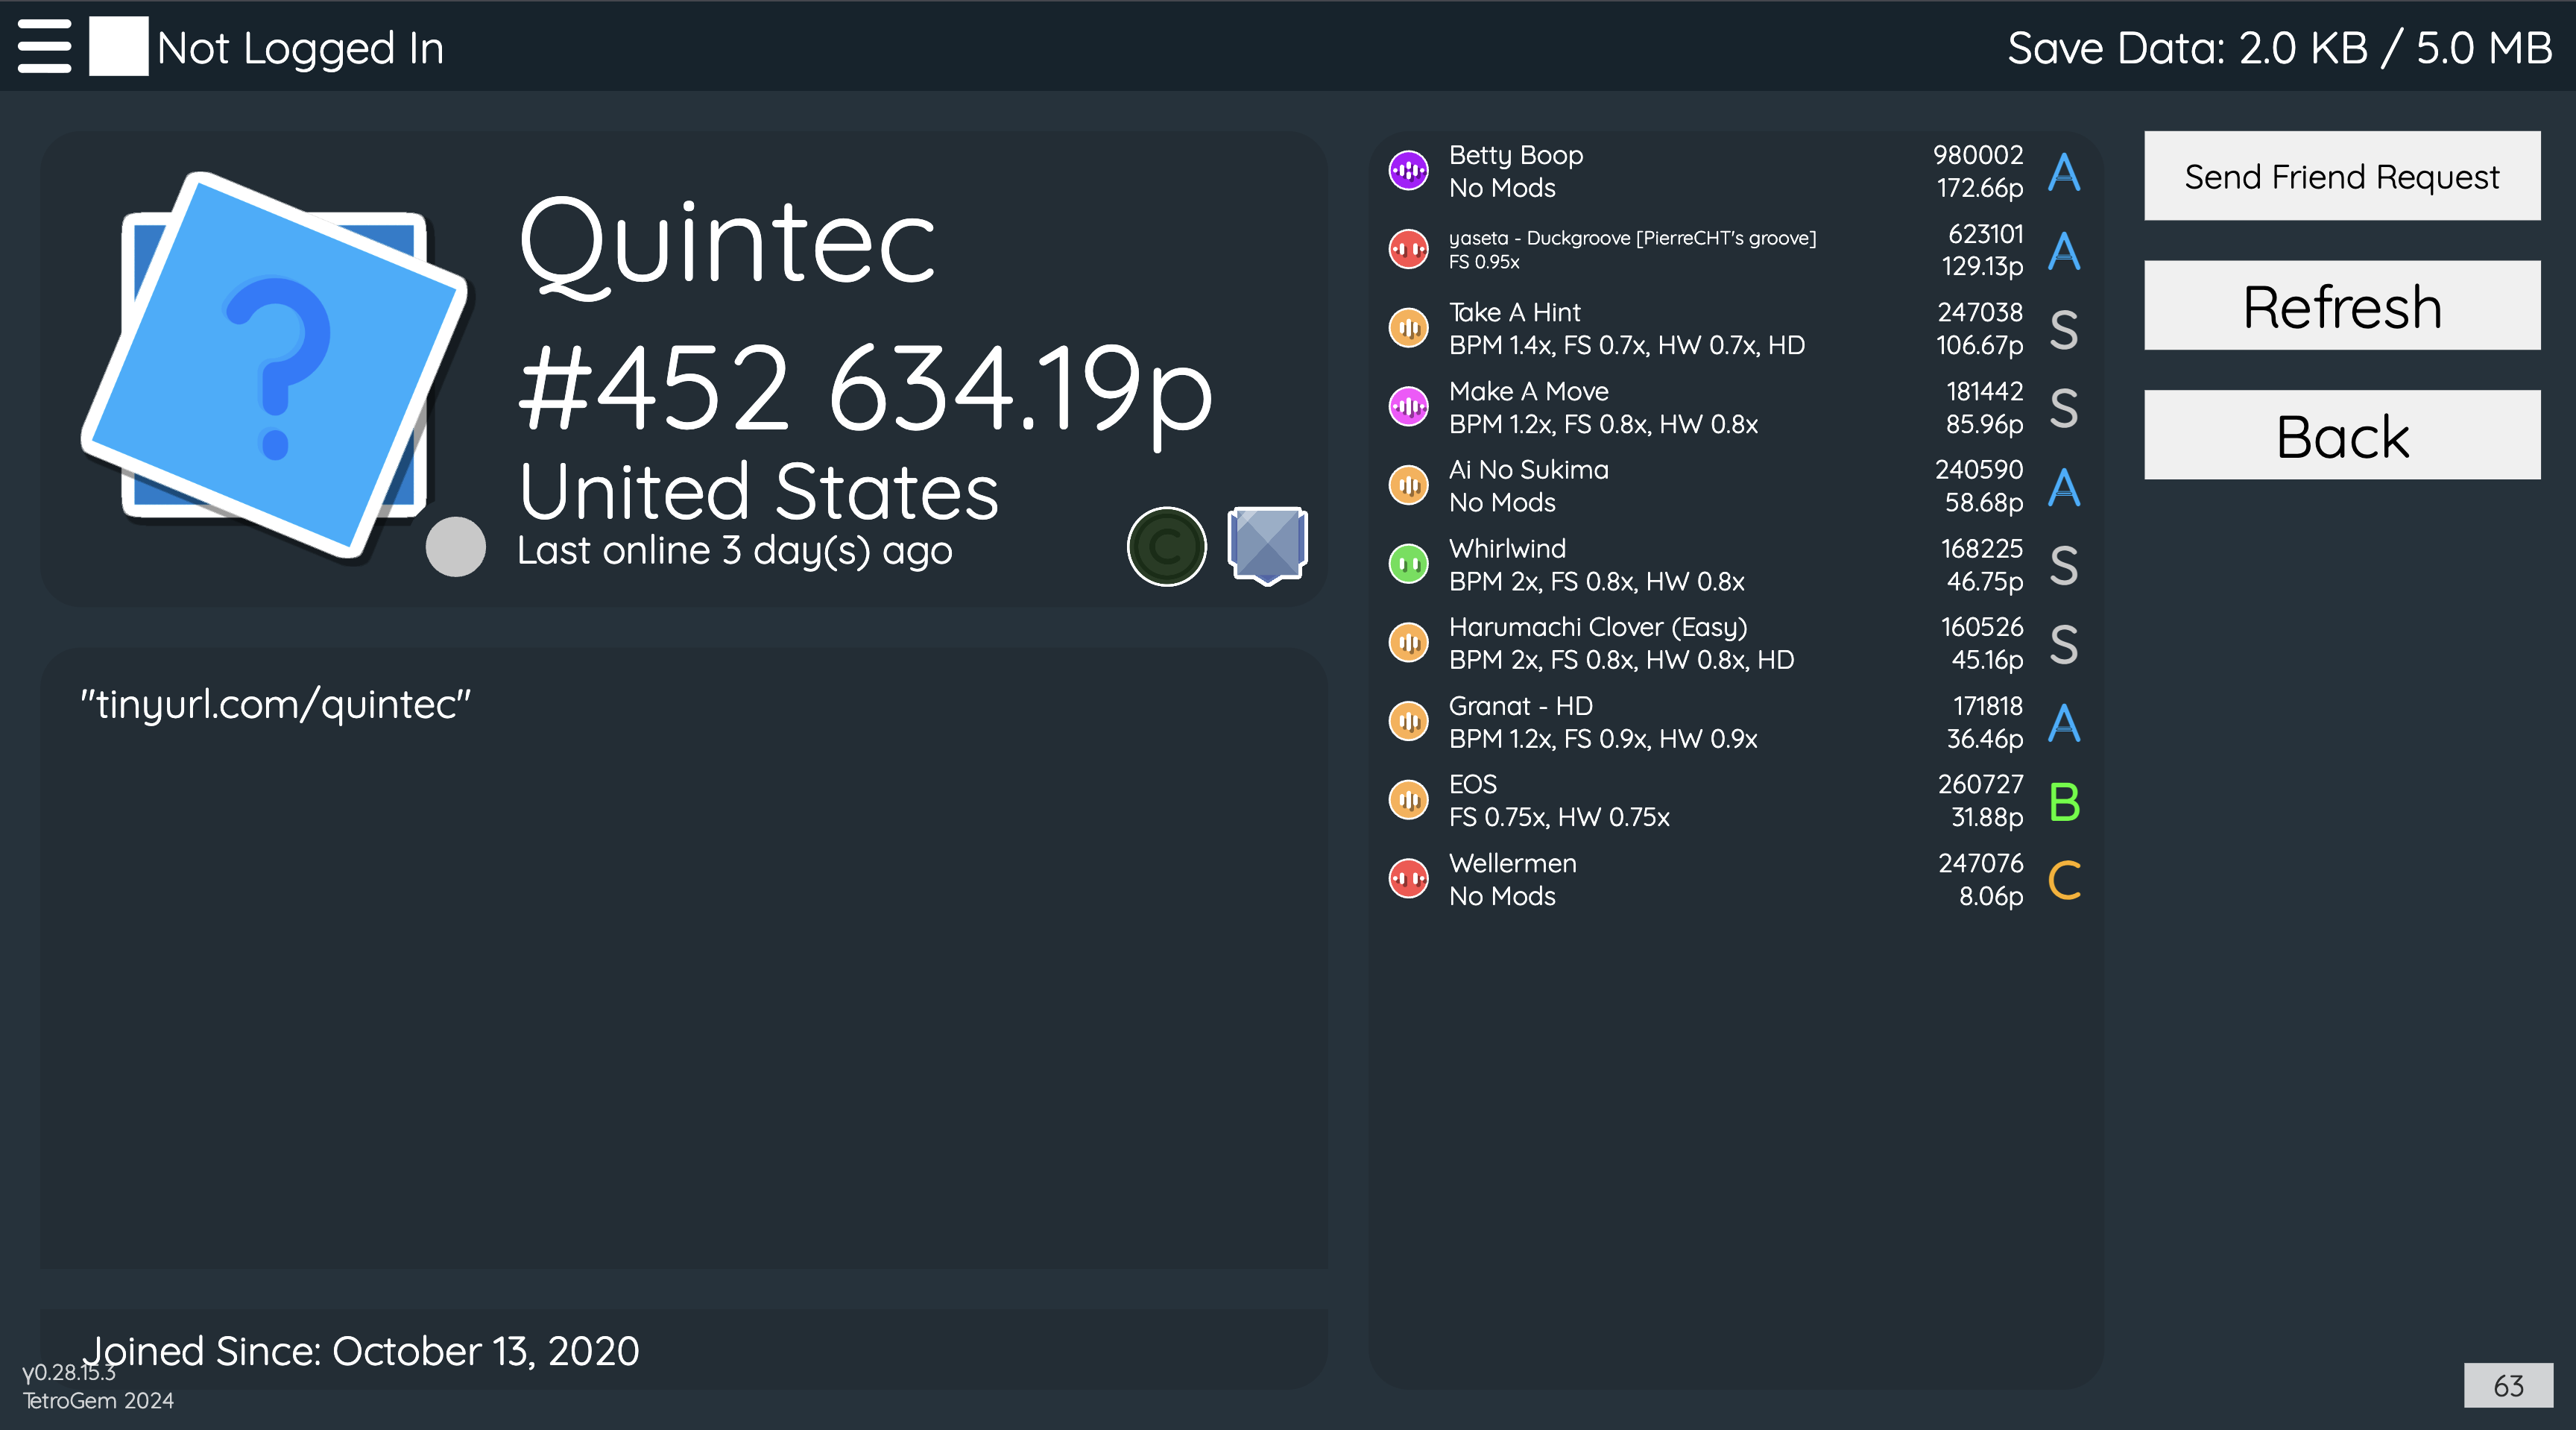 Not Logged In
Save Data: 2.0 KB / 5.0 MB
?
Quintec
#452 634.19p
United States
Last online 3 day(s) ago
C
"tinyurl.com/quintec"
Joined Since: October 13, 2020
γ0.28.15.3
TetroGem 2024
Betty Boop 980002
No Mods 172.66p A
yaseta - Duckgroove [PierreCHT's groove] 623101
FS 0.95x 129.13p A
Take A Hint 247038
BPM 1.4x, FS 0.7x, HW 0.7x, HD 106.67p S
Make A Move 181442
BPM 1.2x, FS 0.8x, HW 0.8x 85.96p S
Ai No Sukima 240590
No Mods 58.68p A
Whirlwind 168225
BPM 2x, FS 0.8x, HW 0.8x 46.75p S
Harumachi Clover (Easy) 160526
BPM 2x, FS 0.8x, HW 0.8x, HD 45.16p S
Granat - HD 171818
BPM 1.2x, FS 0.9x, HW 0.9x 36.46p A
EOS 260727
FS 0.75x, HW 0.75x 31.88p B
Wellermen 247076
No Mods 8.06p C
Send Friend Request
Refresh
Back
63